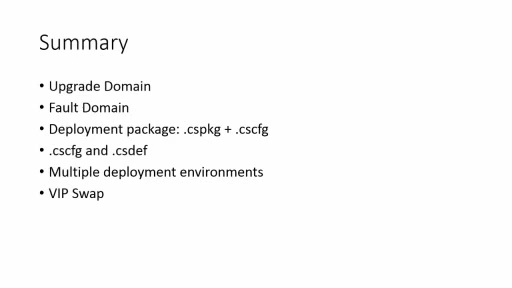 Summary
• Upgrade Domain
• Fault Domain
• Deployment package: .cspkg + .cscfg
• .cscfg and .csdef
• Multiple deployment environments
• VIP Swap